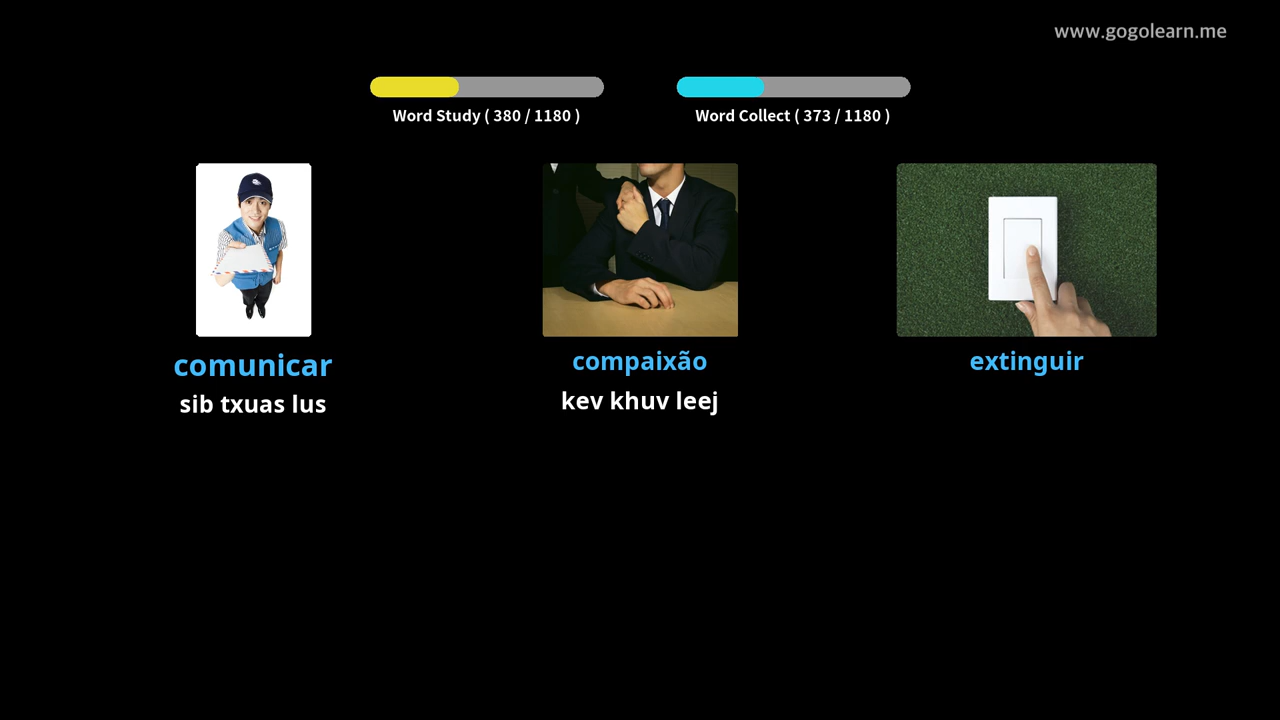 www.gogolearn.me
Word Study ( 380 / 1180 )
Word Collect ( 373 / 1180 )
comunicar
sib txuas lus
compaixão
kev khuv leej
extinguir